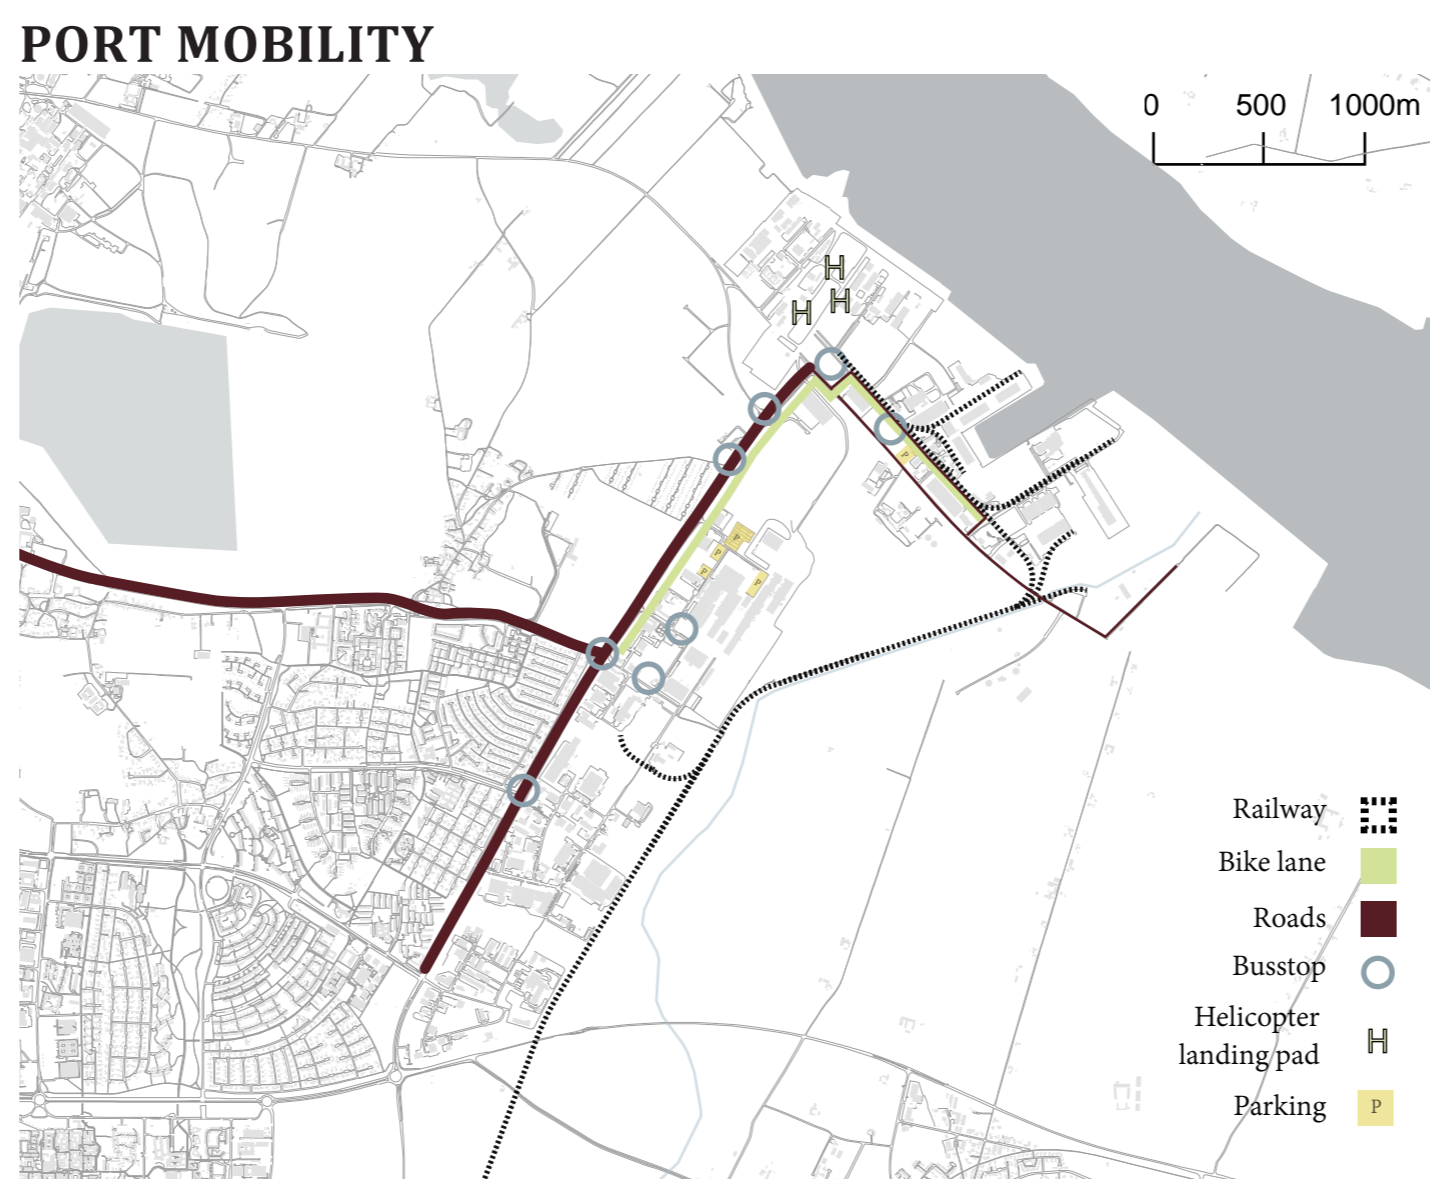 PORT MOBILITY
0 500 1000m
H
H
H
P
P
P
P
P
Railway
Bike lane
Roads
Busstop
Helicopter
landing pad
H
Parking P